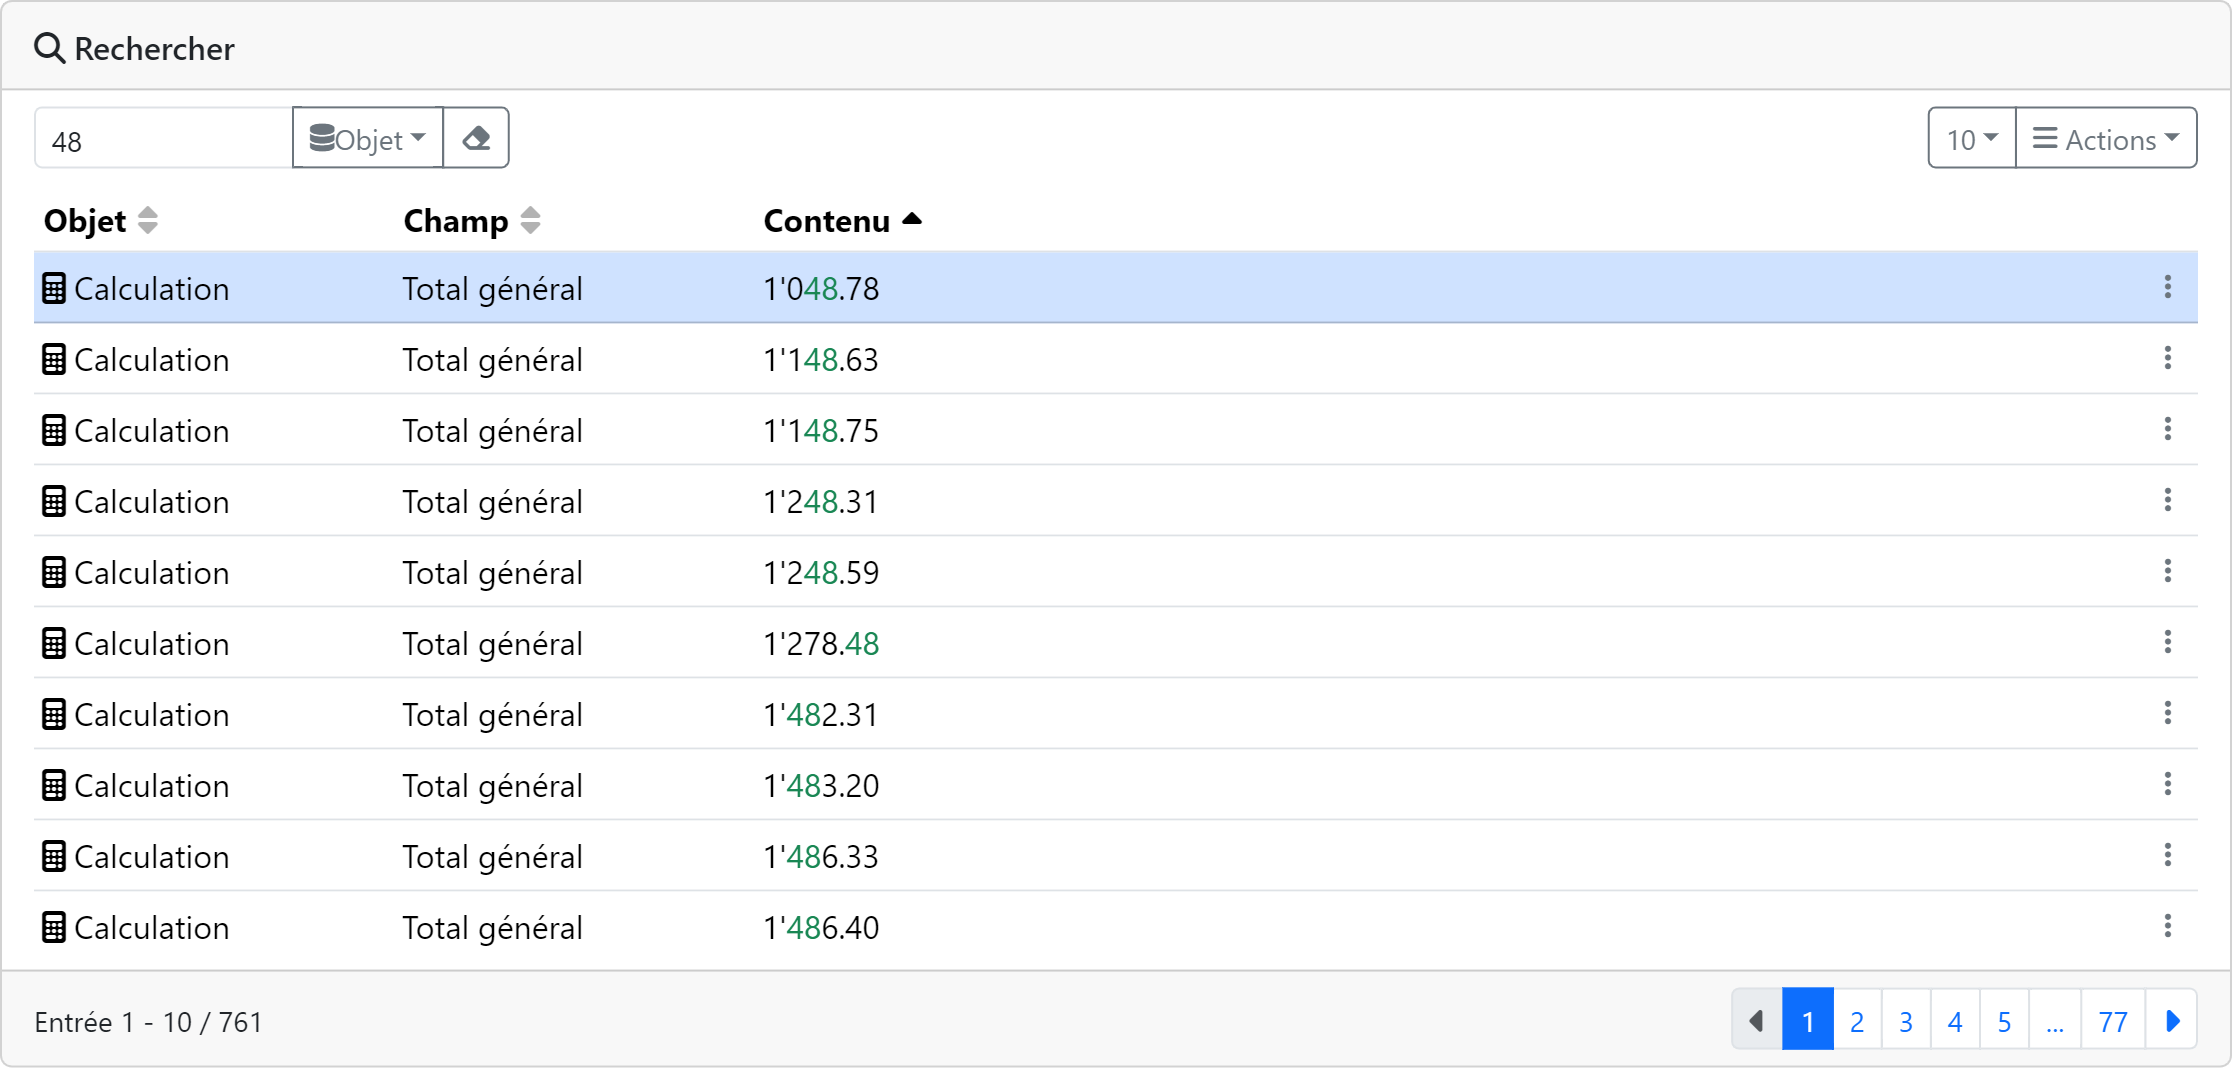 Rechercher
48 Objet 10 Actions
Objet Champ Contenu
Calculation Total général 1'048.78
Calculation Total général 1'148.63
Calculation Total général 1'148.75
Calculation Total général 1'248.31
Calculation Total général 1'248.59
Calculation Total général 1'278.48
Calculation Total général 1'482.31
Calculation Total général 1'483.20
Calculation Total général 1'486.33
Calculation Total général 1'486.40
Entrée 1 - 10 / 761 1 2 3 4 5 ... 77